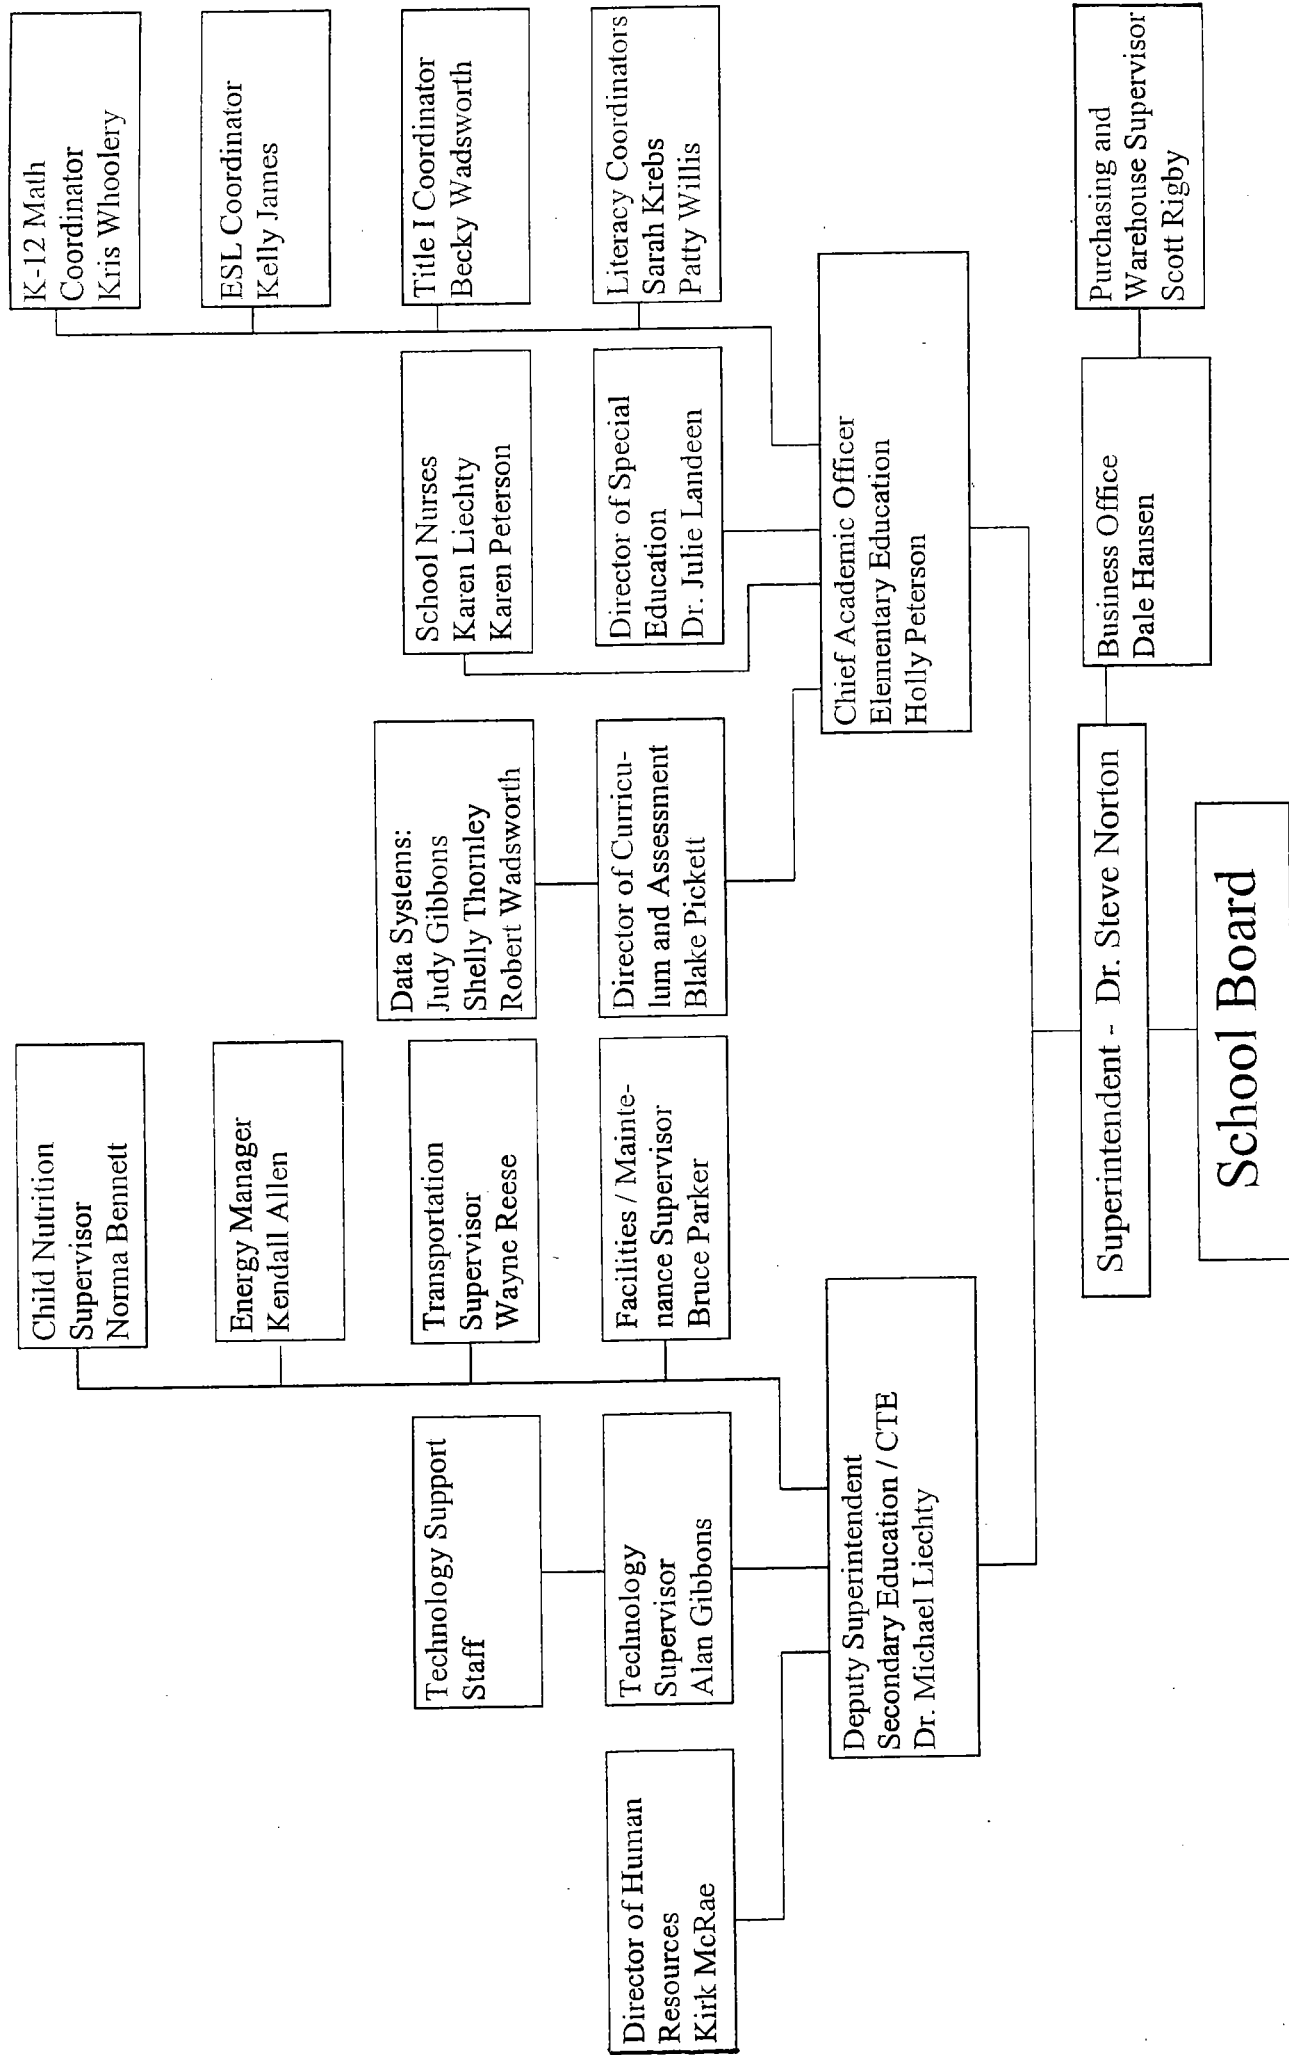 Child Nutrition
Supervisor
Norma Bennett
K-12 Math
Coordinator
Kris Whoolery
Energy Manager
Kendall Allen
ESL Coordinator
Kelly James
Technology Support
Staff
Transportation
Supervisor
Wayne Reese
Data Systems:
Judy Gibbons
Shelly Thornley
Robert Wadsworth
School Nurses
Karen Liechty
Karen Peterson
Title I Coordinator
Becky Wadsworth
Director of Human
Resources
Kirk McRae
Technology
Supervisor
Alan Gibbons
Facilities / Mainte-
nance Supervisor
Bruce Parker
Director of Curricu-
lum and Assessment
Blake Pickett
Director of Special
Education
Dr. Julie Landeen
Literacy Coordinators
Sarah Krebs
Patty Willis
Deputy Superintendent
Secondary Education / CTE
Dr. Michael Liechty
Chief Academic Officer
Elementary Education
Holly Peterson
Superintendent - Dr. Steve Norton
Business Office
Dale Hansen
Purchasing and
Warehouse Supervisor
Scott Rigby
School Board